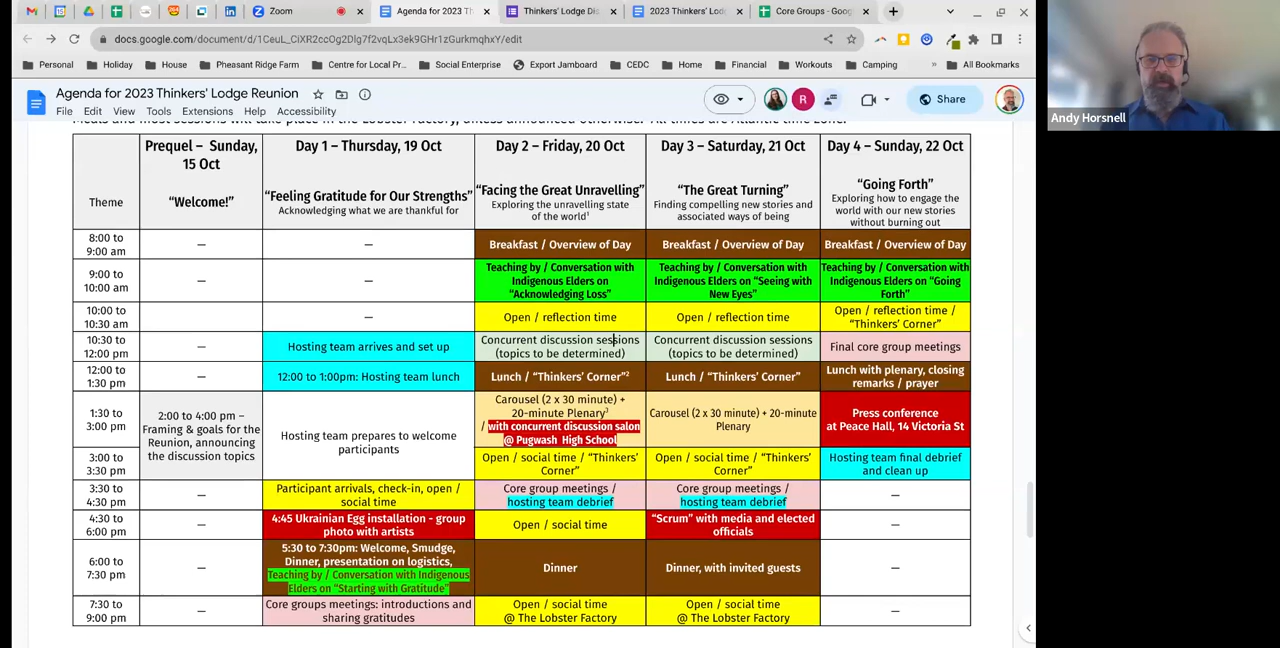 Zoom
Agenda for 2023 Th
Thinkers' Lodge Dis
2023 Thinkers' Lod
Core Groups - Goog
docs.google.com/document/d/1CeuL_CiXR2ccOg2Dlg7f2vqLx3ek9GHr1zGurkmqhxY/edit
Personal
Holiday
House
Pheasant Ridge Farm
Centre for Local Pr...
Social Enterprise
Export Jamboard
CEDC
Home
Financial
Workouts
Camping
All Bookmarks
Agenda for 2023 Thinkers' Lodge Reunion
File Edit View Tools Extensions Help Accessibility
R
Share
Andy Horsnell
Theme
Prequel – Sunday,
15 Oct
"Welcome!"
Day 1 – Thursday, 19 Oct
"Feeling Gratitude for Our Strengths"
Acknowledging what we are thankful for
Day 2 – Friday, 20 Oct
"Facing the Great Unravelling"
Exploring the unravelling state
of the world1
Day 3 – Saturday, 21 Oct
"The Great Turning"
Finding compelling new stories and
associated ways of being
Day 4 – Sunday, 22 Oct
"Going Forth"
Exploring how to engage the
world with our new stories
without burning out
8:00 to
9:00 am
—
—
Breakfast / Overview of Day
Breakfast / Overview of Day
Breakfast / Overview of Day
9:00 to
10:00 am
—
—
Teaching by / Conversation with
Indigenous Elders on
"Acknowledging Loss"
Teaching by / Conversation with
Indigenous Elders on "Seeing with
New Eyes"
Teaching by / Conversation with
Indigenous Elders on "Going
Forth"
10:00 to
10:30 am
—
—
Open / reflection time
Open / reflection time
Open / reflection time /
"Thinkers' Corner"
10:30 to
12:00 pm
—
Hosting team arrives and set up
Concurrent discussion sessions
(topics to be determined)
Concurrent discussion sessions
(topics to be determined)
Final core group meetings
12:00 to
1:30 pm
—
12:00 to 1:00pm: Hosting team lunch
Lunch / "Thinkers' Corner"2
Lunch / "Thinkers' Corner"
Lunch with plenary, closing
remarks / prayer
1:30 to
3:00 pm
2:00 to 4:00 pm –
Framing & goals for the
Reunion, announcing
the discussion topics
Hosting team prepares to welcome
participants
Carousel (2 x 30 minute) +
20-minute Plenary3
/ with concurrent discussion salon
@ Pugwash High School
Carousel (2 x 30 minute) + 20-minute
Plenary
Press conference
at Peace Hall, 14 Victoria St
3:00 to
3:30 pm
Open / social time / "Thinkers'
Corner"
Open / social time / "Thinkers'
Corner"
Hosting team final debrief
and clean up
3:30 to
4:30 pm
—
Participant arrivals, check-in, open /
social time
Core group meetings /
hosting team debrief
Core group meetings /
hosting team debrief
—
4:30 to
6:00 pm
—
4:45 Ukrainian Egg installation - group
photo with artists
Open / social time
"Scrum" with media and elected
officials
—
6:00 to
7:30 pm
—
5:30 to 7:30pm: Welcome, Smudge,
Dinner, presentation on logistics,
Teaching by / Conversation with Indigenous
Elders on "Starting with Gratitude"
Dinner
Dinner, with invited guests
—
7:30 to
9:00 pm
—
Core groups meetings: introductions and
sharing gratitudes
Open / social time
@ The Lobster Factory
Open / social time
@ The Lobster Factory
—